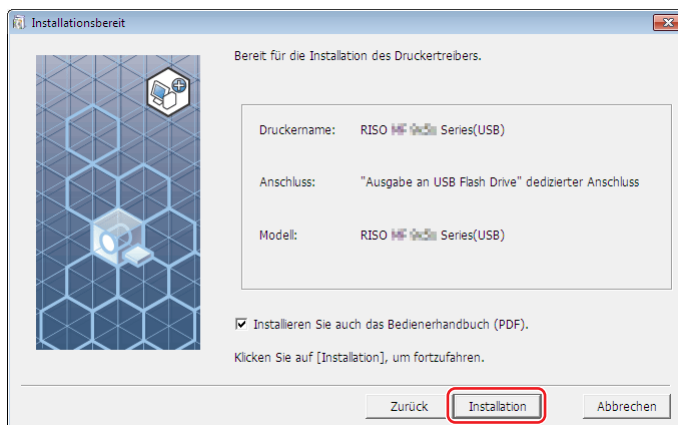 Installationsbereit
Bereit für die Installation des Druckertreibers.
Druckername: RISO Series(USB)
Anschluss: "Ausgabe an USB Flash Drive" dedizierter Anschluss
Modell: RISO Series(USB)
Installieren Sie auch das Bedienerhandbuch (PDF).
Klicken Sie auf [Installation], um fortzufahren.
Zurück Installation Abbrechen